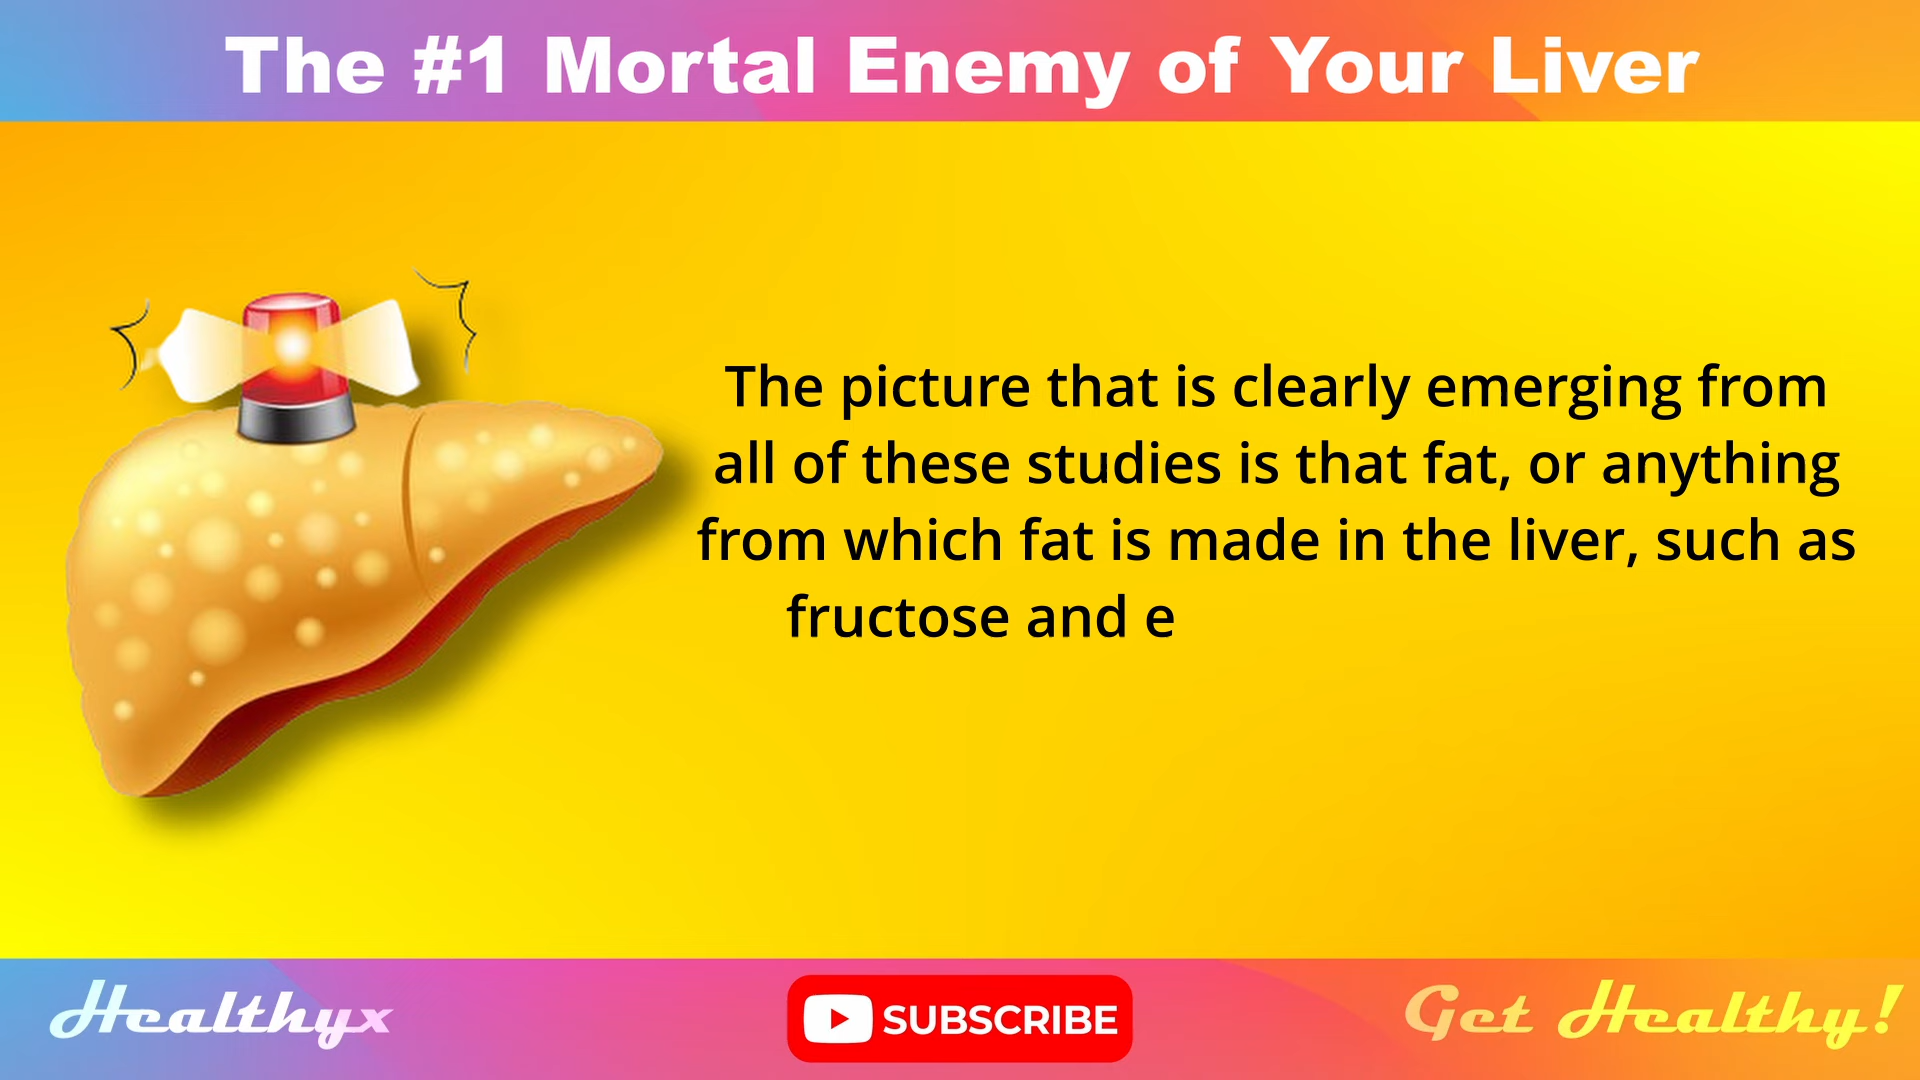 The #1 Mortal Enemy of Your Liver
The picture that is clearly emerging from
all of these studies is that fat, or anything
from which fat is made in the liver, such as
fructose and e
Healthyx
SUBSCRIBE
Get Healthy!